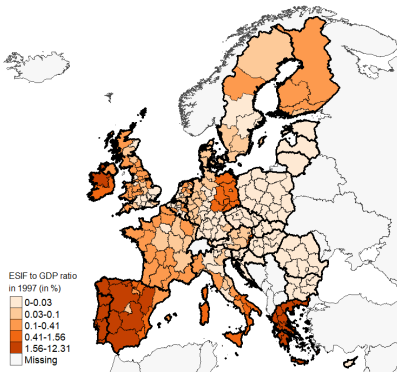 ESIF to GDP ratio
in 1997 (in %)
0-0.03
0.03-0.1
0.1-0.41
0.41-1.56
1.56-12.31
Missing